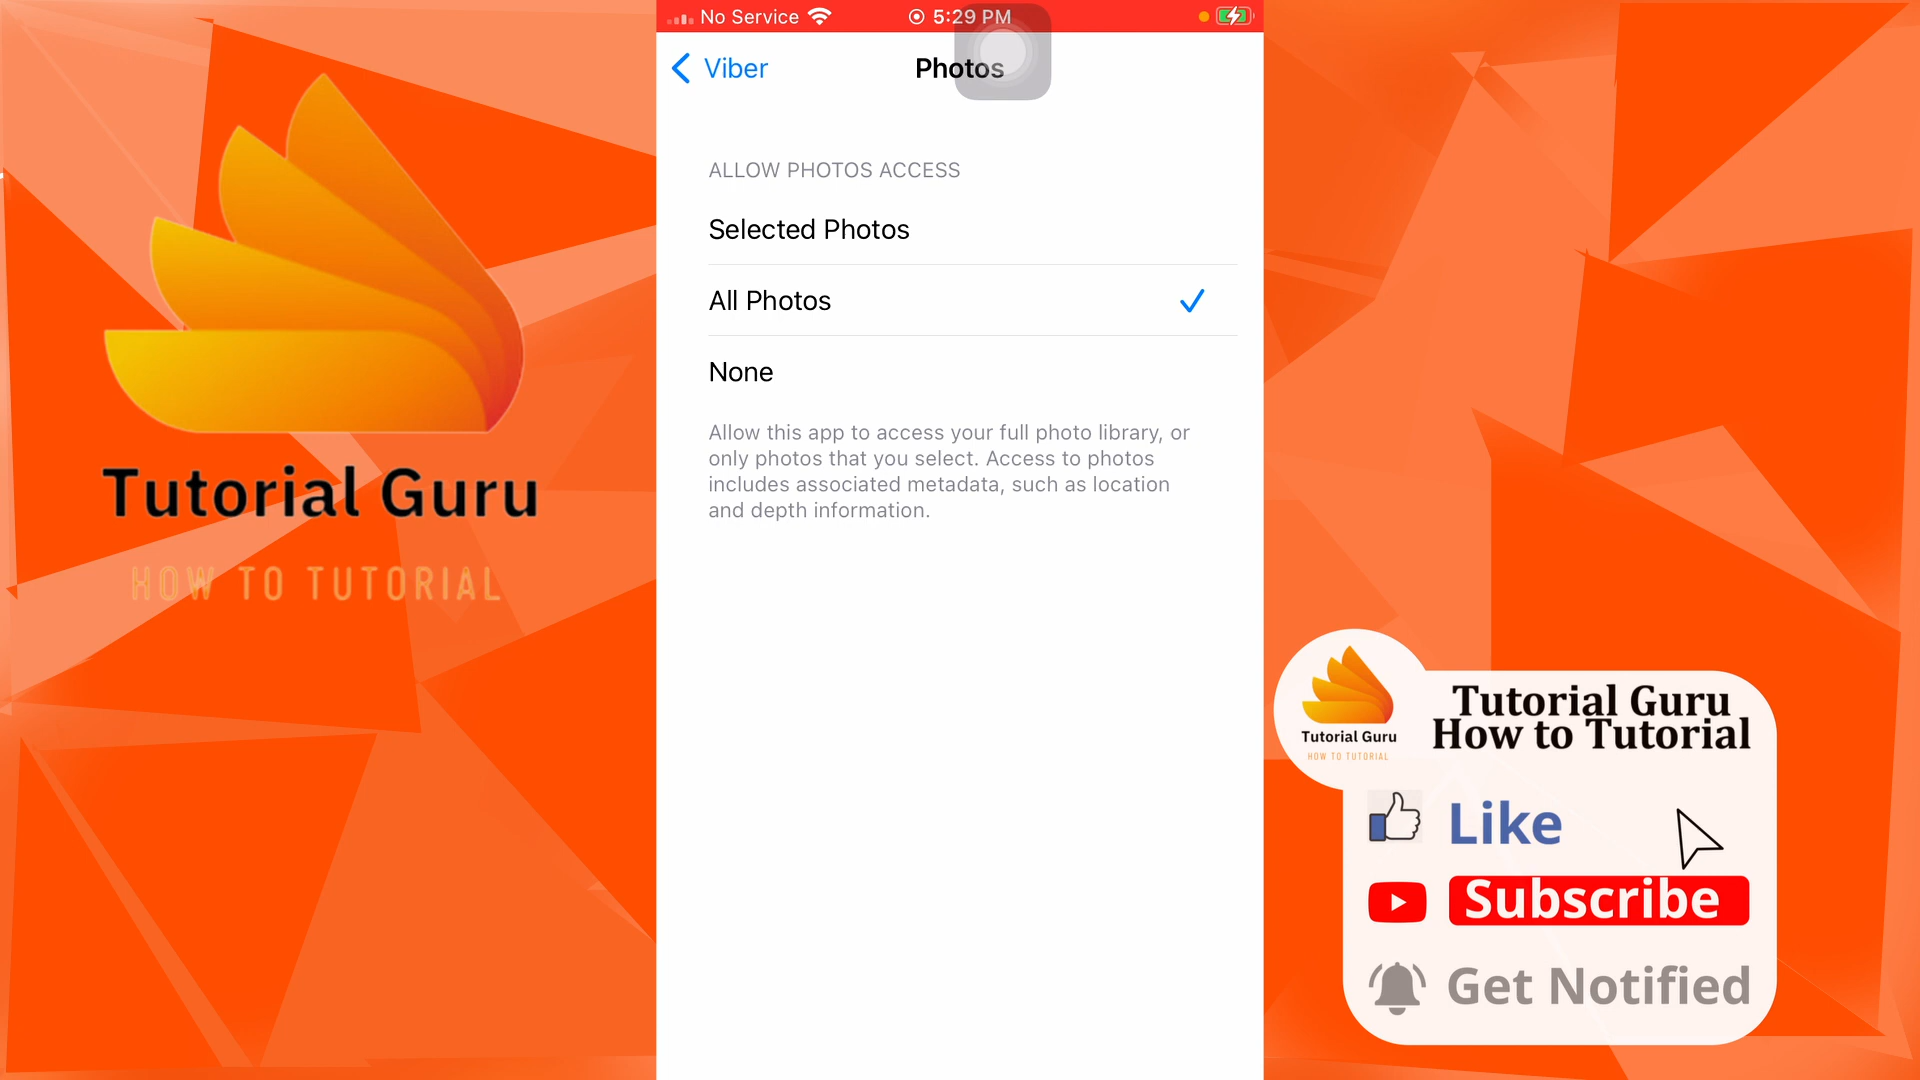 No Service
5:29 PM
Viber
Photos
ALLOW PHOTOS ACCESS
Selected Photos
All Photos
None
Allow this app to access your full photo library, or
only photos that you select. Access to photos
includes associated metadata, such as location
and depth information.
Tutorial Guru
HOW TO TUTORIAL
Tutorial Guru
HOW TO TUTORIAL
Tutorial Guru
How to Tutorial
Like
Subscribe
Get Notified